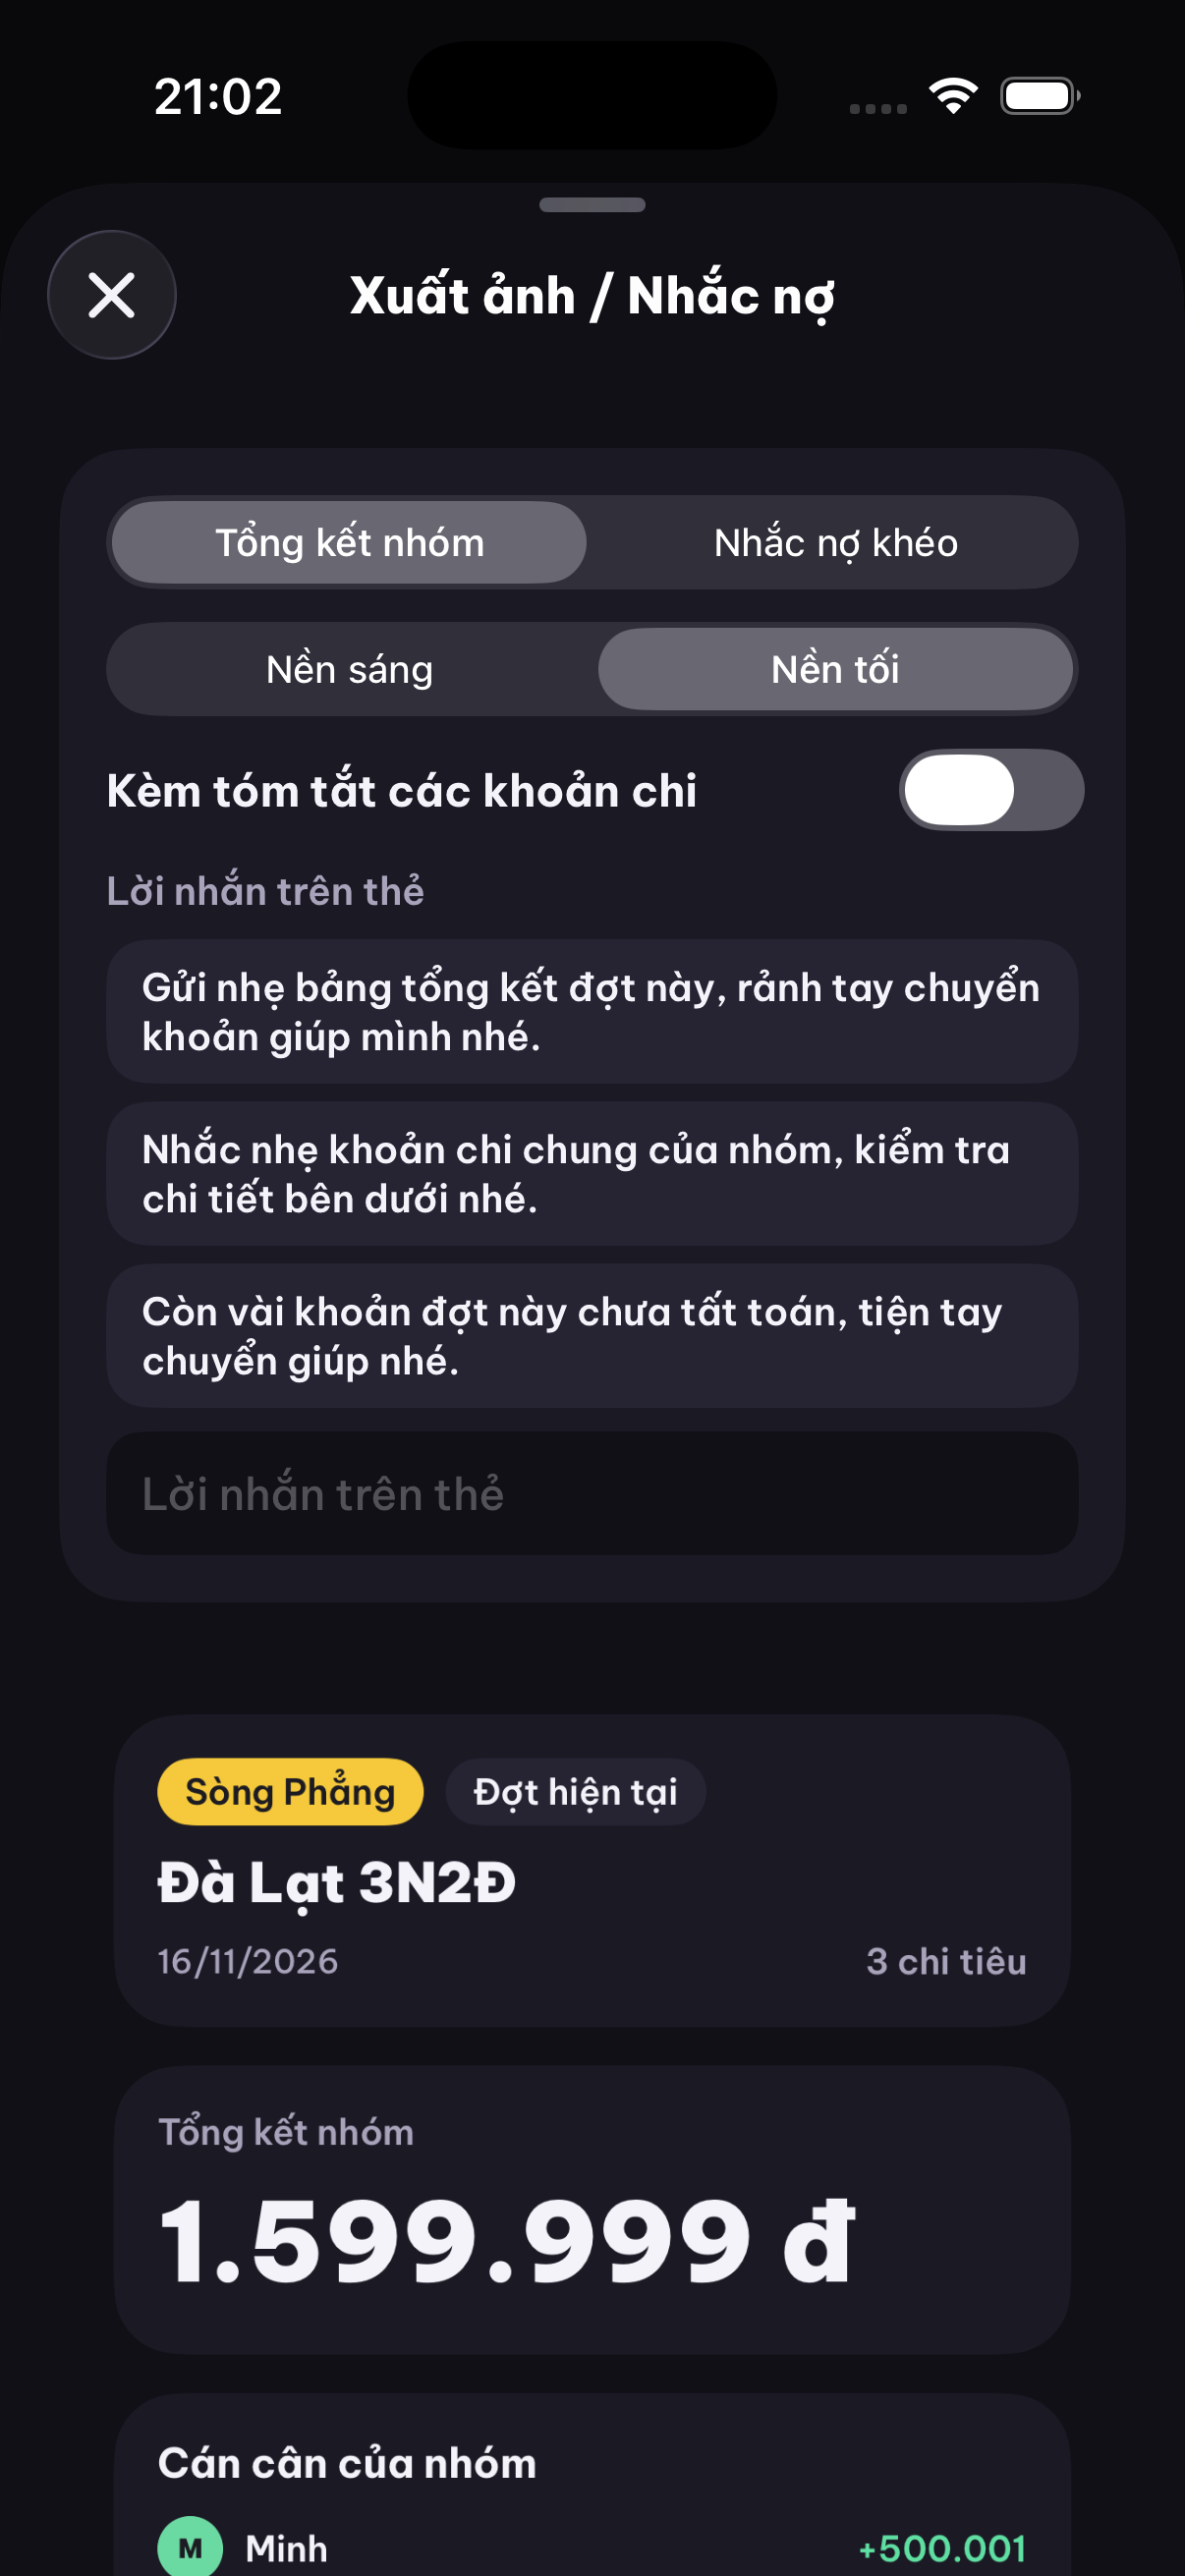 21:02
Xuất ảnh / Nhắc nợ
Tổng kết nhóm
Nhắc nợ khéo
Nền sáng
Nền tối
Kèm tóm tắt các khoản chi
Lời nhắn trên thẻ
Gửi nhẹ bảng tổng kết đợt này, rảnh tay chuyển
khoản giúp mình nhé.
Nhắc nhẹ khoản chi chung của nhóm, kiểm tra
chi tiết bên dưới nhé.
Còn vài khoản đợt này chưa tất toán, tiện tay
chuyển giúp nhé.
Lời nhắn trên thẻ
Sòng Phẳng
Đợt hiện tại
Đà Lạt 3N2Đ
16/11/2026
3 chi tiêu
Tổng kết nhóm
1.599.999 đ
Cán cân của nhóm
M
Minh
+500.001